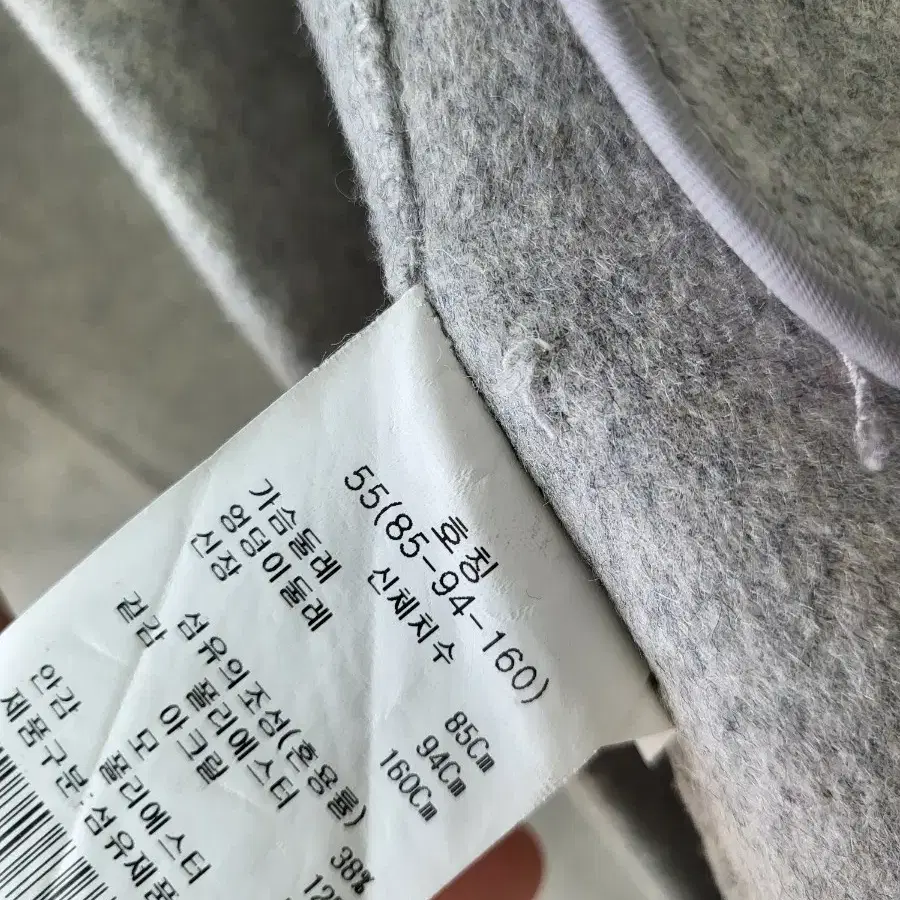 호칭
55(85-94-160)
신체치수
가슴둘레 85Cm
엉덩이둘레 94Cm
신장 160Cm
섬유의조성(혼용률)
겉감 폴리에스터 38%
아크릴
모
안감 폴리에스터
제품구분:섬유제품